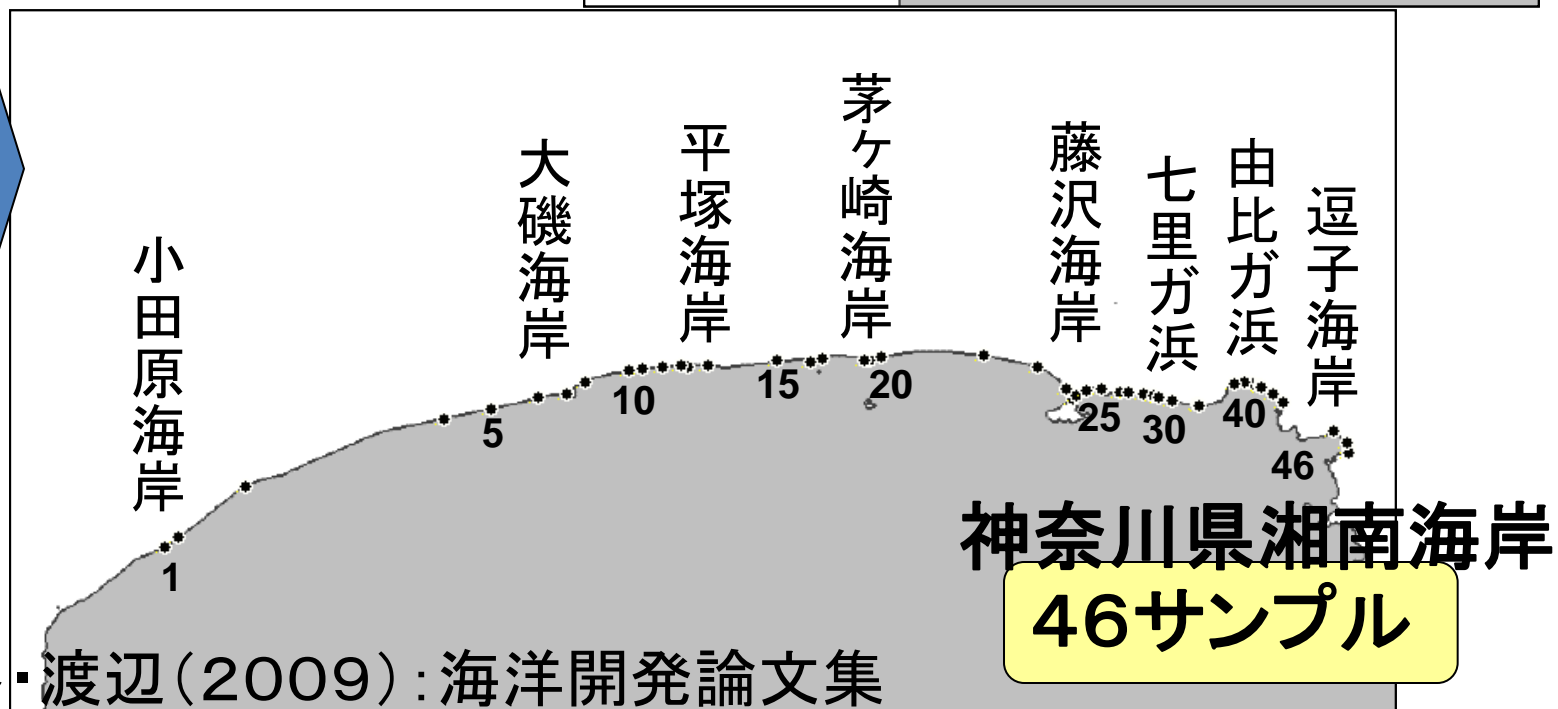 小田原海岸
大磯海岸
平塚海岸
茅ヶ崎海岸
藤沢海岸
七里ガ浜
由比ガ浜
逗子海岸
1
5
10
15
20
25
30
40
46
神奈川県湘南海岸
46サンプル
・渡辺(2009):海洋開発論文集